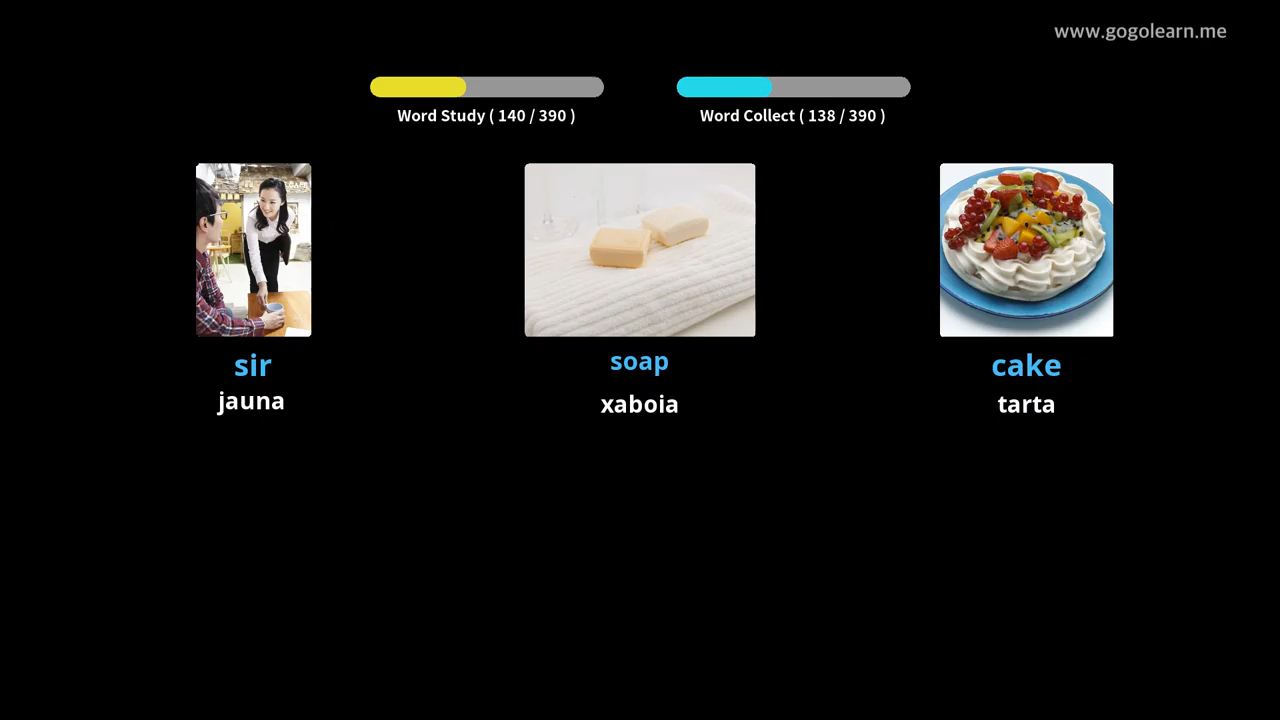 www.gogolearn.me
Word Study ( 140 / 390 )
Word Collect ( 138 / 390 )
sir
jauna
soap
xaboia
cake
tarta